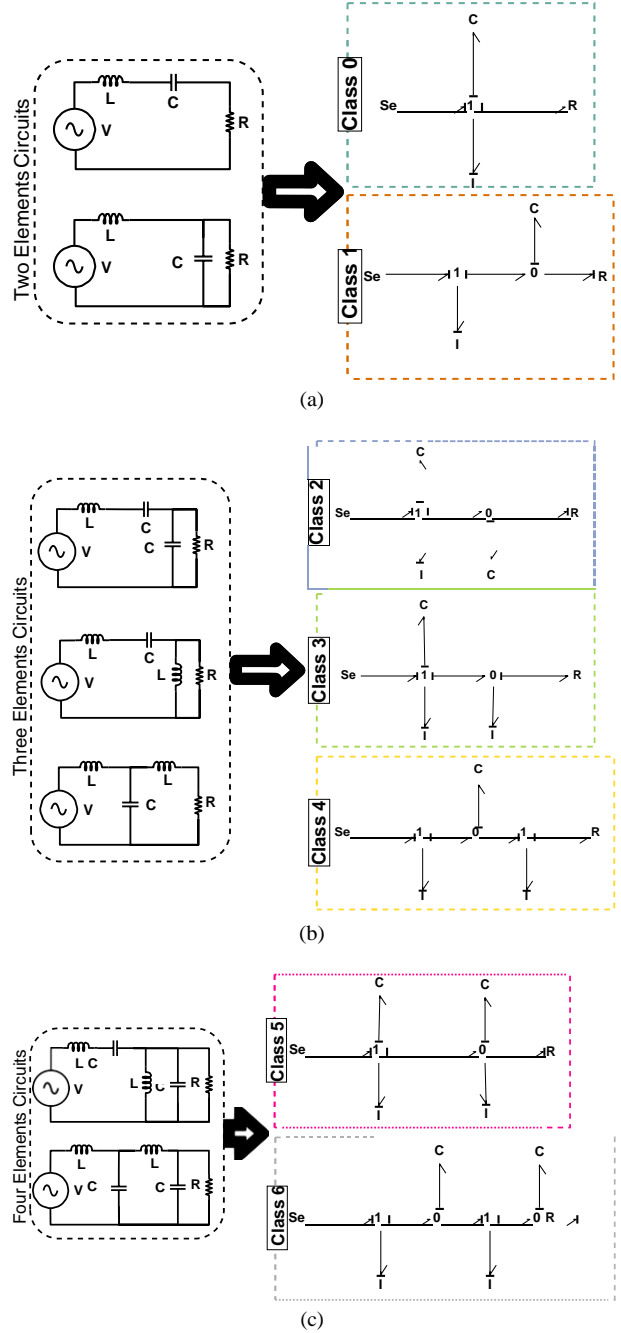 Two Elements Circuits
L
C
V
R
L
C
V
R
Class 0
C
Se
1
R
I
Class 1
C
Se
1
0
R
I
(a)
Three Elements Circuits
L
C
C
V
R
L
C
L
V
R
L
L
C
V
R
Class 2
C
Se
1
0
R
I
C
Class 3
C
Se
1
0
R
I
I
Class 4
C
Se
1
0
1
R
I
I
(b)
Four Elements Circuits
L C
V
L
C
R
L
L
V
C
C
R
Class 5
C
C
Se
1
0
R
I
I
Class 6
C
C
Se
1
0
1
0
R
I
I
(c)